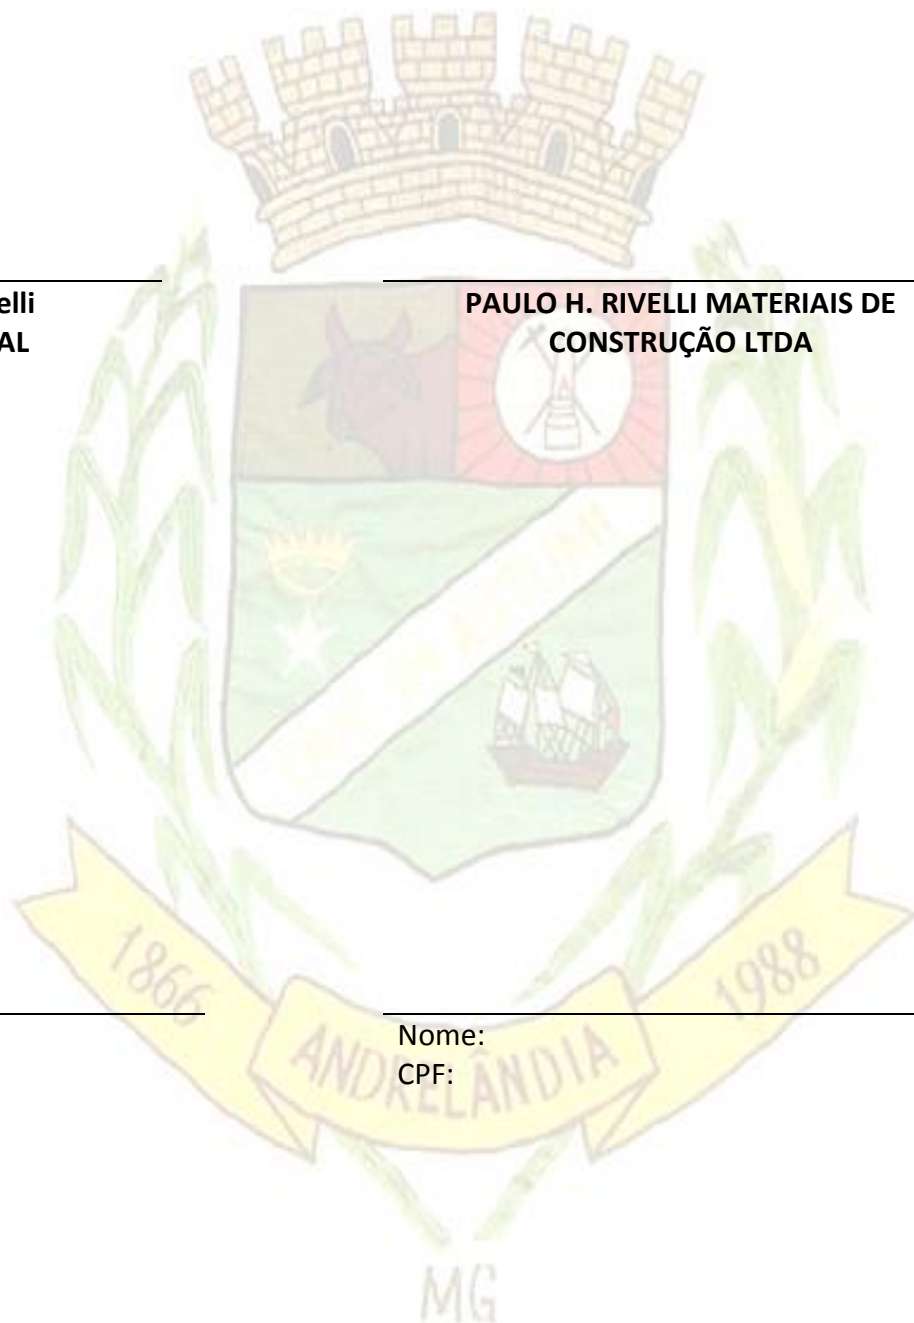 elli
AL
PAULO H. RIVELLI MATERIAIS DE
CONSTRUÇÃO LTDA
Nome:
CPF:
1866
ANDRELÂNDIA
1988
MG